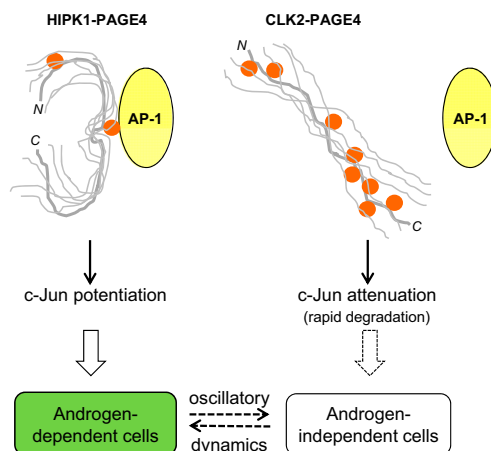 HIPK1-PAGE4
CLK2-PAGE4
N
C
AP-1
N
C
AP-1
c-Jun potentiation
c-Jun attenuation
(rapid degradation)
Androgen-
dependent cells
oscillatory
dynamics
Androgen-
independent cells